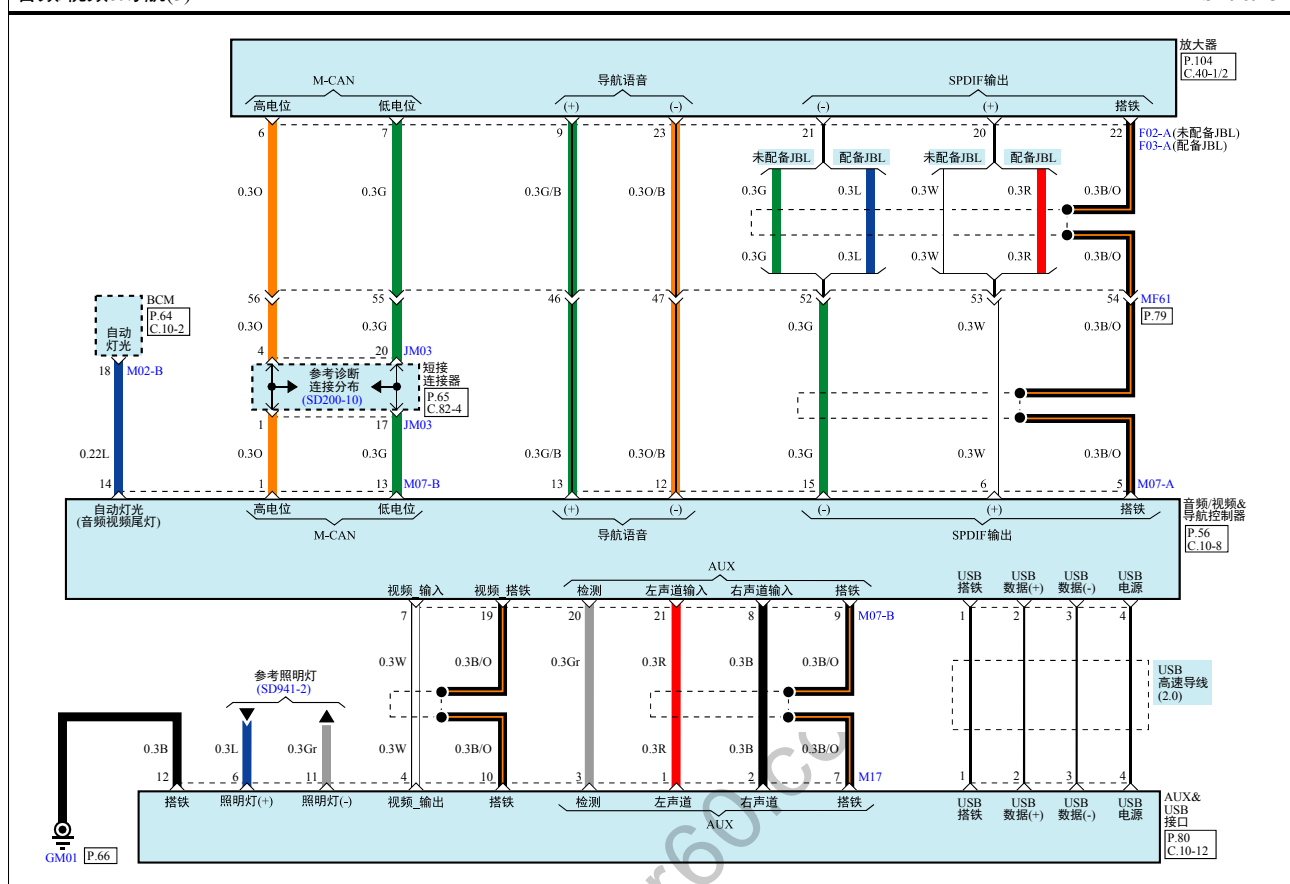 放大器
P.104
C.40-1/2
M-CAN
导航语音
SPDIF输出
高电位
低电位
(+)
(-)
(-)
(+)
搭铁
6
7
9
23
21
20
22
F02-A(未配备JBL)
F03-A(配备JBL)
未配备JBL
配备JBL
未配备JBL
配备JBL
0.3O
0.3G
0.3G/B
0.3O/B
0.3G
0.3L
0.3W
0.3R
0.3B/O
0.3G
0.3L
0.3W
0.3R
0.3B/O
56
55
46
47
52
53
54
MF61
P.79
BCM
P.64
C.10-2
自动
灯光
18
M02-B
0.3O
0.3G
0.3G
0.3W
0.3B/O
4
20
JM03
参考诊断
连接分布
(SD200-10)
短接
连接器
P.65
C.82-4
1
17
JM03
0.22L
0.3O
0.3G
0.3G/B
0.3O/B
0.3G
0.3W
0.3B/O
14
1
13
M07-B
13
12
15
6
5
M07-A
自动灯光
(音频视频尾灯)
高电位
低电位
(+)
(-)
(-)
(+)
搭铁
M-CAN
导航语音
SPDIF输出
音频/视频&
导航控制器
P.56
C.10-8
AUX
视频_输入
视频_搭铁
检测
左声道输入
右声道输入
搭铁
USB
搭铁
USB
数据(+)
USB
数据(-)
USB
电源
7
19
20
21
8
9
M07-B
1
2
3
4
0.3W
0.3B/O
0.3Gr
0.3R
0.3B
0.3B/O
参考照明灯
(SD941-2)
USB
高速导线
(2.0)
0.3B
0.3L
0.3Gr
0.3W
0.3B/O
0.3R
0.3B
0.3B/O
12
6
11
4
10
3
1
2
7
M17
1
2
3
4
搭铁
照明灯(+)
照明灯(-)
视频_输出
搭铁
检测
左声道
右声道
搭铁
AUX
USB
搭铁
USB
数据(+)
USB
数据(-)
USB
电源
AUX&
USB
接口
P.80
C.10-12
GM01
P.66